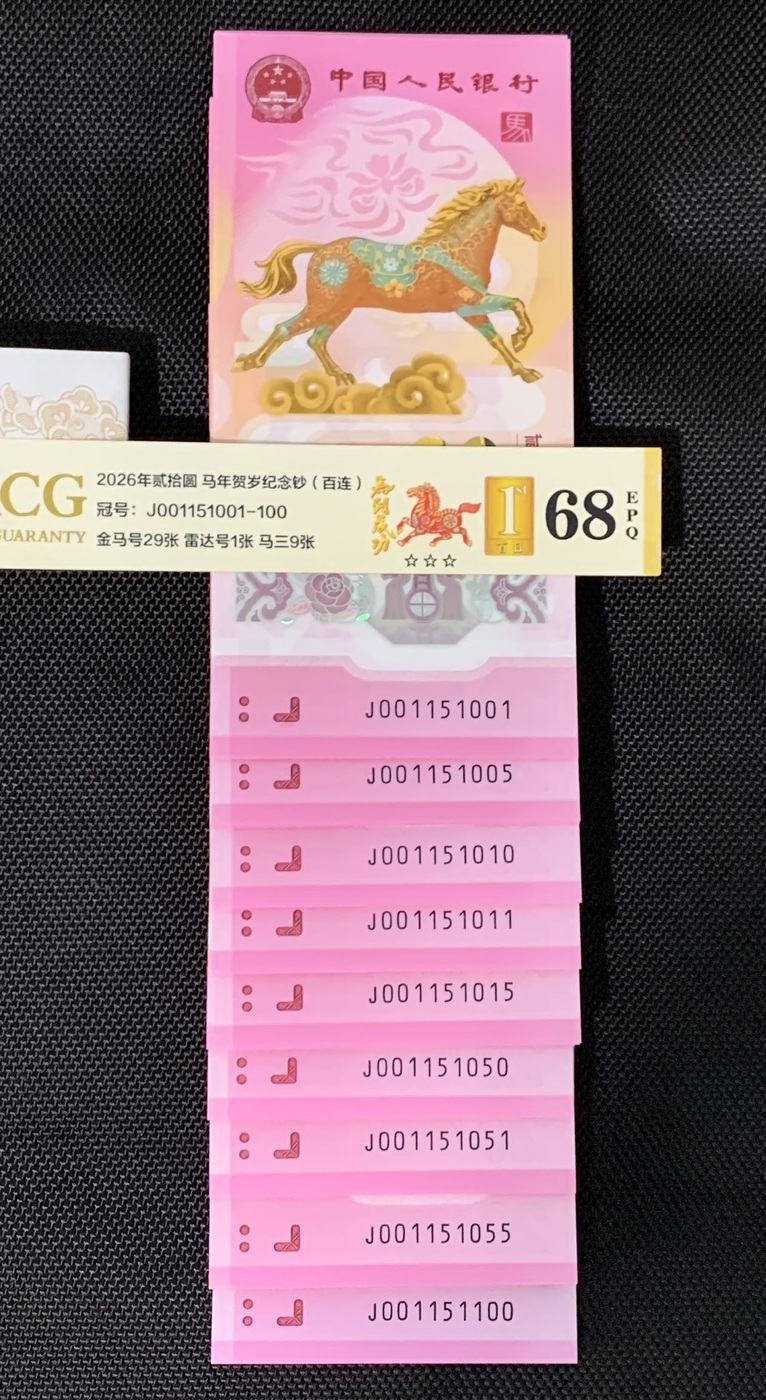 中国人民银行
馬
CG
GUARANTY
2026年贰拾圆 马年贺岁纪念钞（百连）
冠号：J001151001-100
金马号29张 雷达号1张 马三9张
马到成功
☆☆☆
1st
首日
68
EPQ
J001151001
J001151005
J001151010
J001151011
J001151015
J001151050
J001151051
J001151055
J001151100